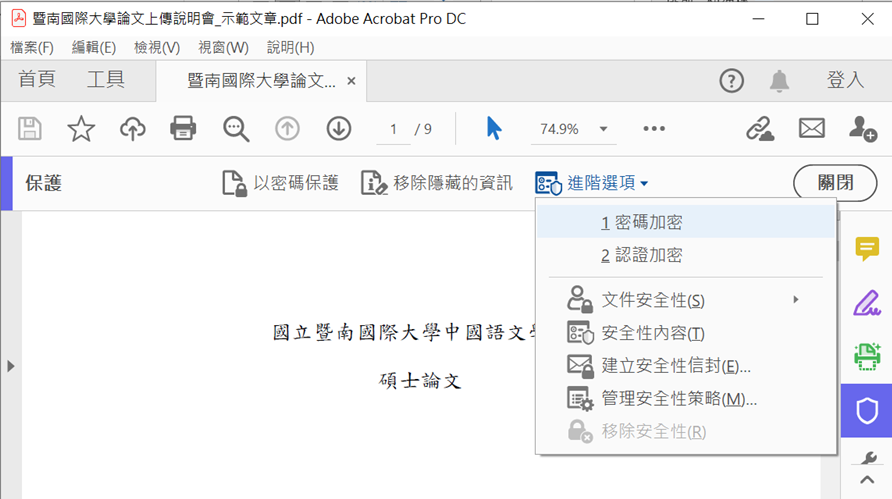 暨南國際大學論文上傳說明會_示範文章.pdf - Adobe Acrobat Pro DC
檔案(F) 編輯(E) 檢視(V) 視窗(W) 說明(H)
首頁 工具 暨南國際大學論文... × 登入
1 / 9 74.9%
保護 以密碼保護 移除隱藏的資訊 進階選項 關閉
1 密碼加密
2 認證加密
文件安全性(S)
安全性內容(T)
建立安全性信封(E)...
管理安全性策略(M)...
移除安全性(R)
國立暨南國際大學中國語文
碩士論文